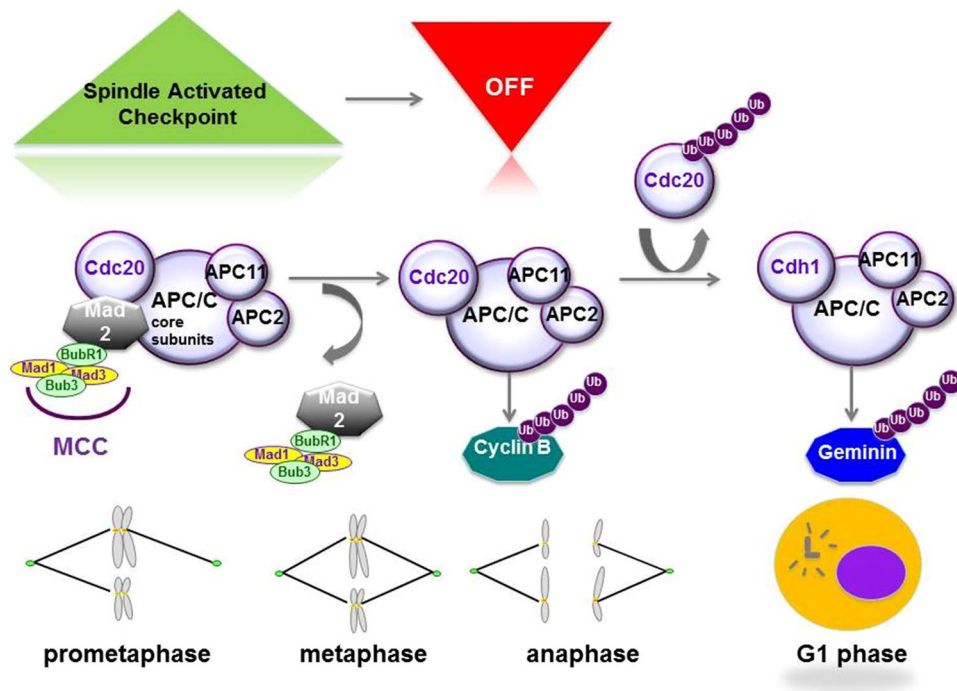 Spindle Activated
Checkpoint
OFF
Ub Ub Ub Ub Ub
Cdc20
Cdc20
APC11
APC/C
core
subunits
APC2
Mad
2
BubR1
Mad1
Mad3
Bub3
MCC
Mad
2
BubR1
Mad1
Mad3
Bub3
Cdc20
APC11
APC/C
APC2
Ub Ub Ub Ub Ub
Cyclin B
Cdh1
APC11
APC/C
APC2
Ub Ub Ub Ub Ub
Geminin
prometaphase
metaphase
anaphase
G1 phase